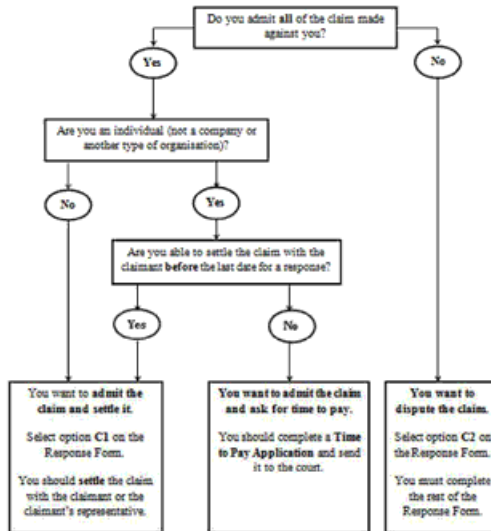 Do you admit all of the claim made
against you?
Yes
No
Are you an individual (not a company or
another type of organisation)?
No
Yes
Are you able to settle the claim with the
claimant before the last date for a response?
Yes
No
You want to admit the
claim and settle it.
Select option C1 on the
Response Form.
You should settle the claim
with the claimant or the
claimant's representative.
You want to admit the claim
and ask for time to pay.
You should complete a Time
to Pay Application and send
it to the court.
You want to
dispute the claim.
Select option C2 on
the Response Form.
You must complete
the rest of the
Response Form.